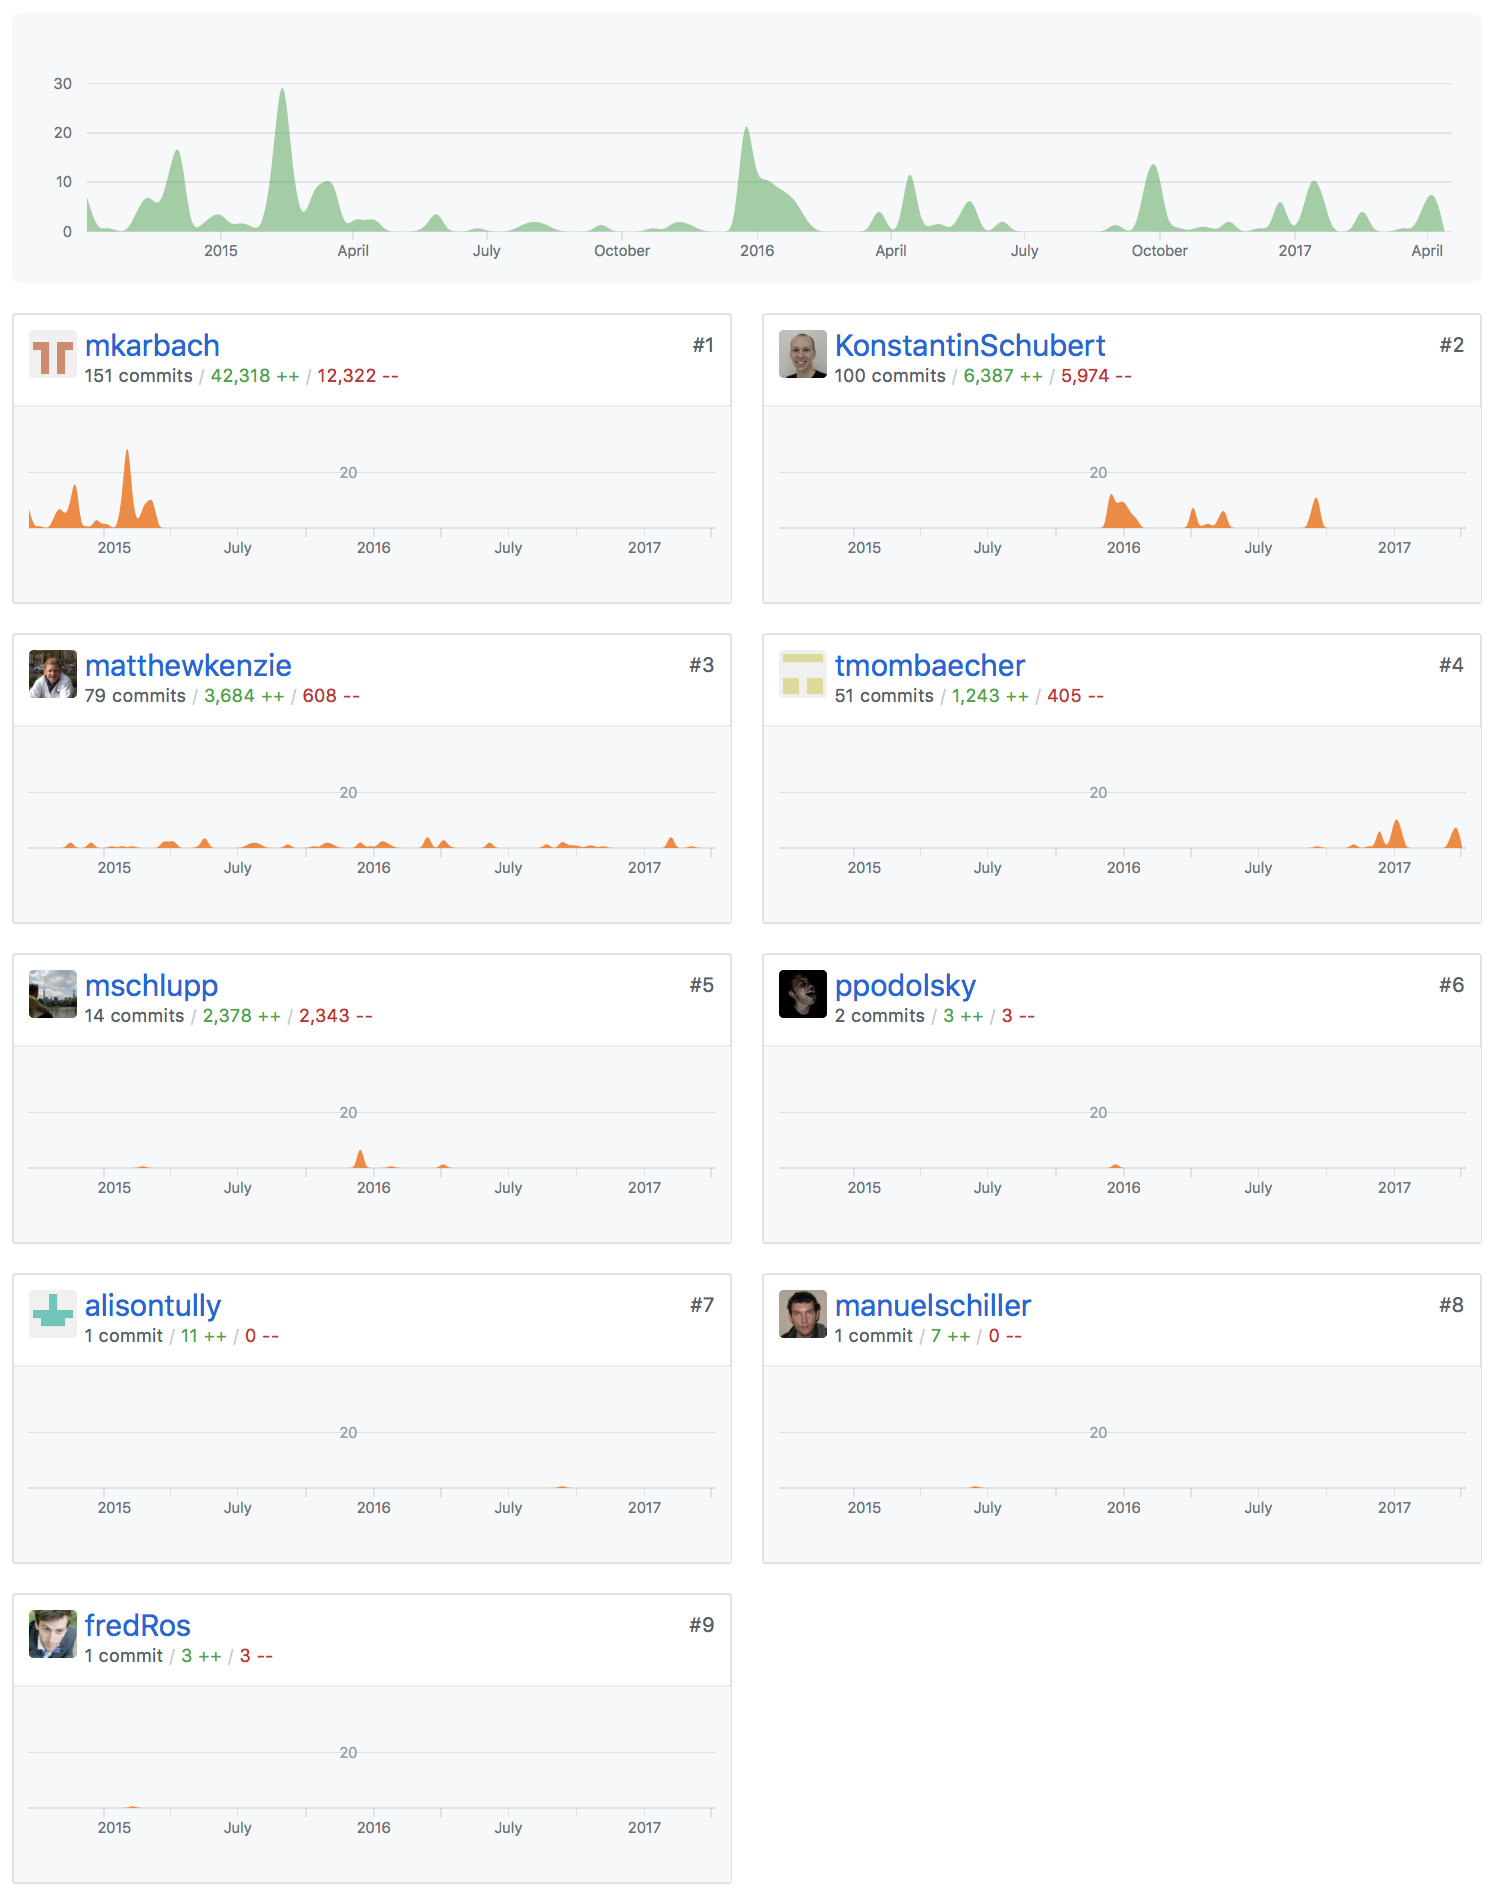 30
20
10
0
2015 April July October 2016 April July October 2017 April
mkarbach #1
151 commits / 42,318 ++ / 12,322 --
20
2015 July 2016 July 2017
KonstantinSchubert #2
100 commits / 6,387 ++ / 5,974 --
20
2015 July 2016 July 2017
matthewkenzie #3
79 commits / 3,684 ++ / 608 --
20
2015 July 2016 July 2017
tmombaecher #4
51 commits / 1,243 ++ / 405 --
20
2015 July 2016 July 2017
mschlupp #5
14 commits / 2,378 ++ / 2,343 --
20
2015 July 2016 July 2017
ppodolsky #6
2 commits / 3 ++ / 3 --
20
2015 July 2016 July 2017
alisontully #7
1 commit / 11 ++ / 0 --
20
2015 July 2016 July 2017
manuelschiller #8
1 commit / 7 ++ / 0 --
20
2015 July 2016 July 2017
fredRos #9
1 commit / 3 ++ / 3 --
20
2015 July 2016 July 2017